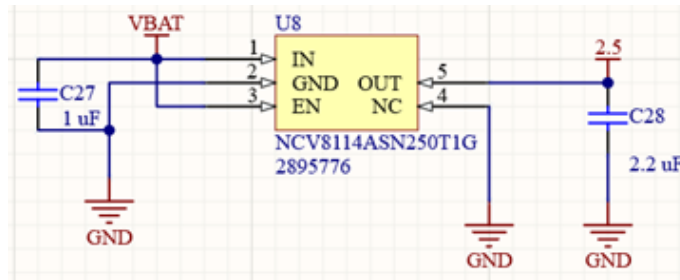 VBAT
U8
2.5
1
IN
2
GND
OUT
5
3
EN
NC
4
C27
1 uF
C28
2.2 uF
NCV8114ASN250T1G
2895776
GND
GND
GND